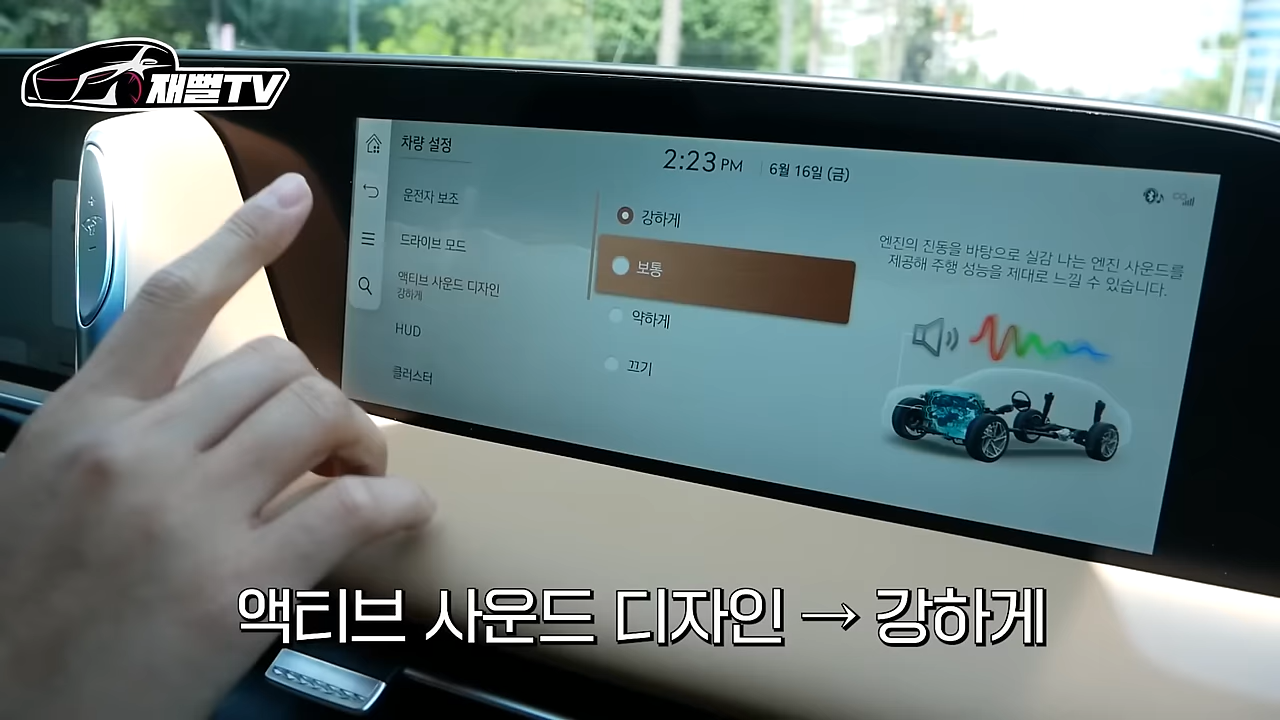 재뻘TV
차량 설정
2:23 PM 6월 16일 (금)
운전자 보조
드라이브 모드
액티브 사운드 디자인
강하게
HUD
클러스터
강하게
보통
약하게
끄기
엔진의 진동을 바탕으로 실감 나는 엔진 사운드를
제공해 주행 성능을 제대로 느낄 수 있습니다.
액티브 사운드 디자인 → 강하게